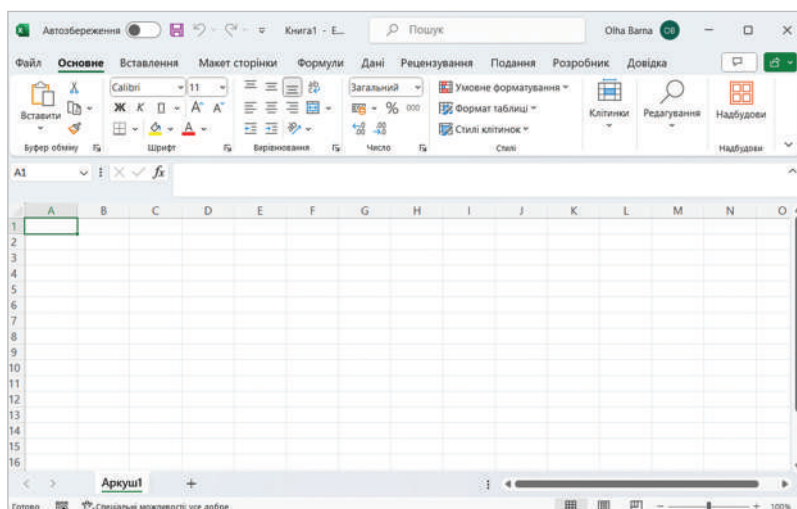 Автозбереження Книга1 - E... Пошук Olha Barna OB
Файл Основне Вставлення Макет сторінки Формули Дані Рецензування Подання Розробник Довідка
Вставити
Буфер обміну
Calibri 11
Ж К П A A
A
Шрифт
Вирівнювання
Загальний
% 000
Число
Умовне форматування
Формат таблиці
Стилі клітинок
Стилі
Клітинки
Редагування
Надбудови
Надбудови
A1 fx
A B C D E F G H I J K L M N O
1
2
3
4
5
6
7
8
9
10
11
12
13
14
15
16
Аркуш1 +
Готово Спеціальні можливості: усе добре 100%